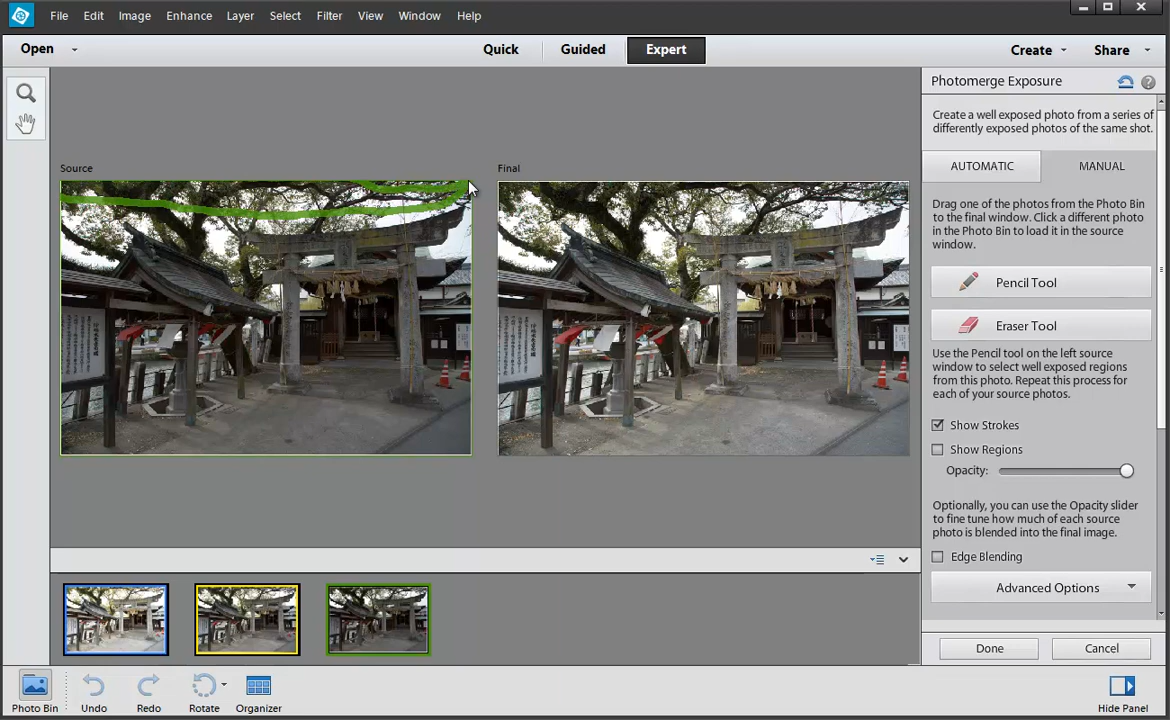 File Edit Image Enhance Layer Select Filter View Window Help
Open Quick Guided Expert Create Share
Photomerge Exposure
Create a well exposed photo from a series of
differently exposed photos of the same shot.
Source Final
AUTOMATIC MANUAL
Drag one of the photos from the Photo Bin
to the final window. Click a different photo
in the Photo Bin to load it in the source
window.
Pencil Tool
Eraser Tool
Use the Pencil tool on the left source
window to select well exposed regions
from this photo. Repeat this process for
each of your source photos.
Show Strokes
Show Regions
Opacity:
Optionally, you can use the Opacity slider
to fine tune how much of each source
photo is blended into the final image.
Edge Blending
Advanced Options
Done Cancel
Photo Bin Undo Redo Rotate Organizer Hide Panel